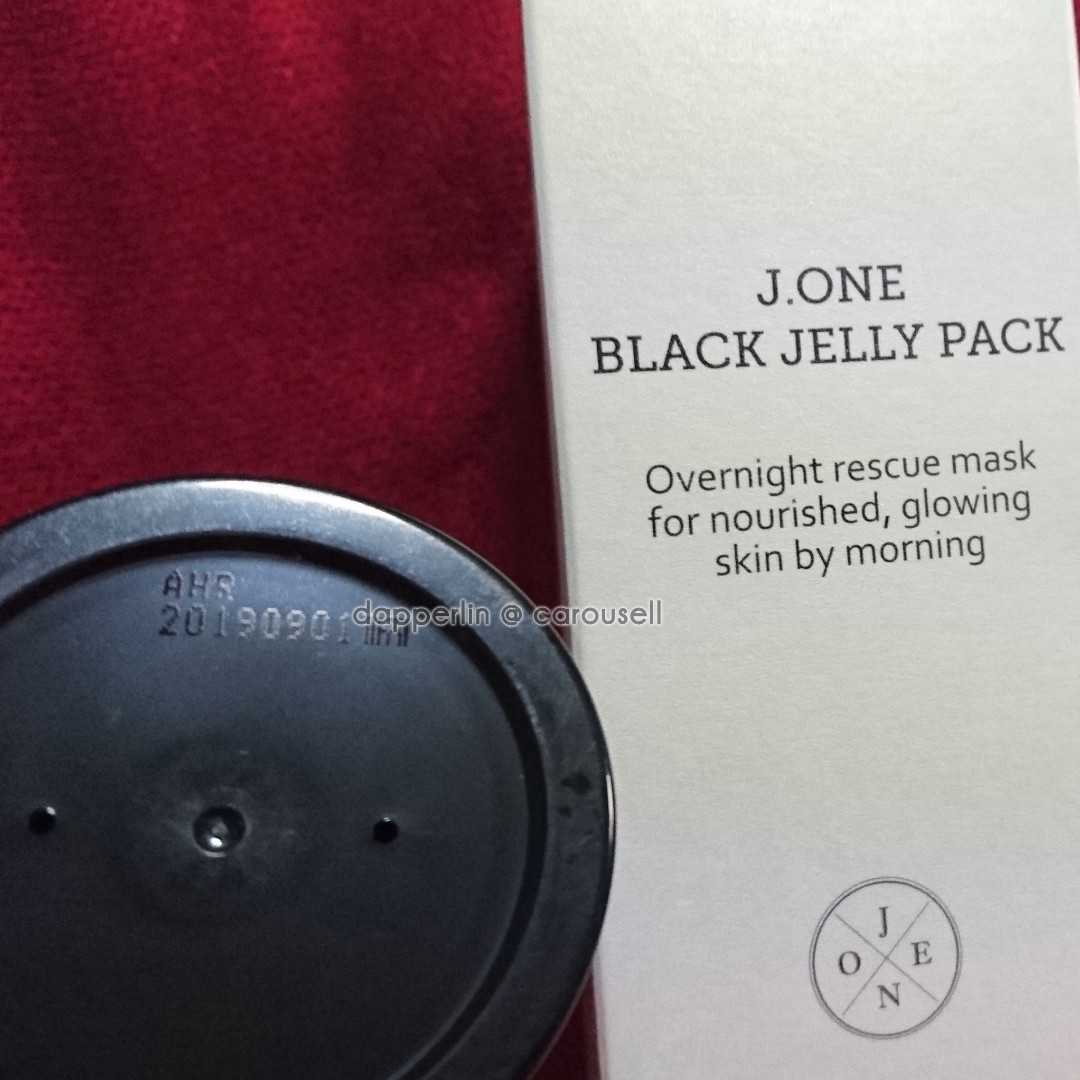 J.ONE
BLACK JELLY PACK
Overnight rescue mask
for nourished, glowing
skin by morning
AHR
20190901
dapperlin @ carousell
J
O E
N